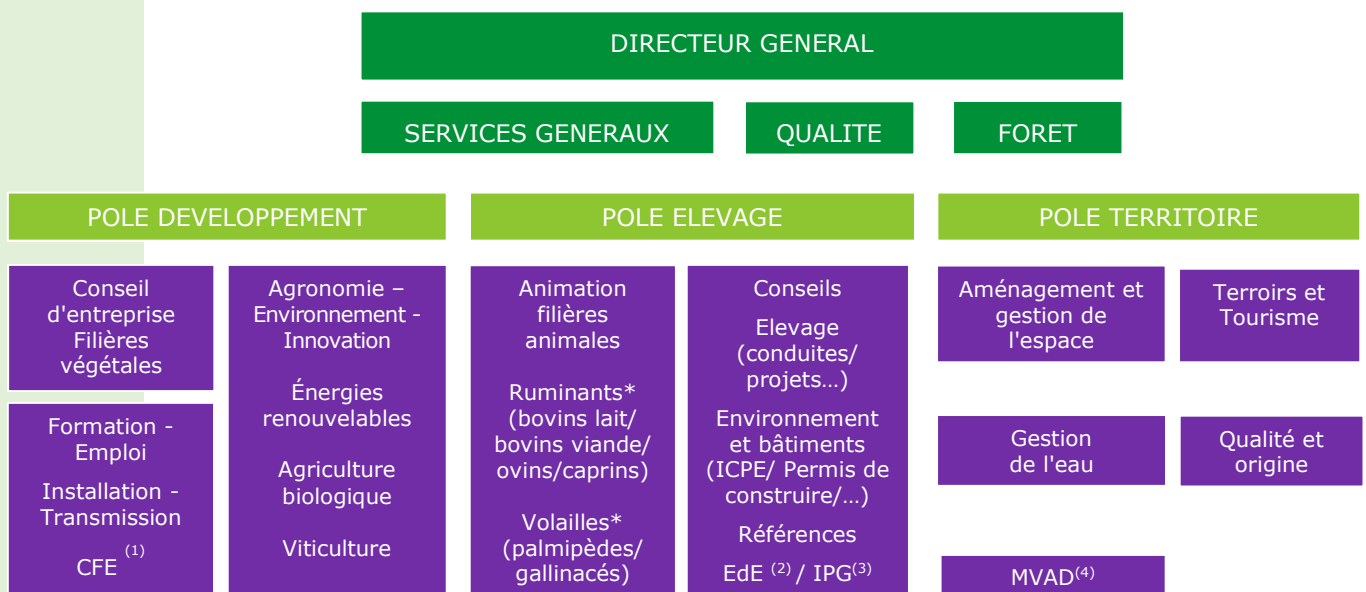 DIRECTEUR GENERAL
SERVICES GENERAUX
QUALITE
FORET
POLE DEVELOPPEMENT
POLE ELEVAGE
POLE TERRITOIRE
Conseil
d'entreprise
Filières
végétales
Formation -
Emploi
Installation -
Transmission
CFE (1)
Agronomie –
Environnement -
Innovation
Énergies
renouvelables
Agriculture
biologique
Viticulture
Animation
filières
animales
Ruminants*
(bovins lait/
bovins viande/
ovins/caprins)
Volailles*
(palmipèdes/
gallinacés)
Conseils
Elevage
(conduites/
projets…)
Environnement
et bâtiments
(ICPE/ Permis de
construire/…)
Références
EdE (2) / IPG(3)
Aménagement et
gestion de
l'espace
Terroirs et
Tourisme
Gestion
de l'eau
Qualité et
origine
MVAD(4)